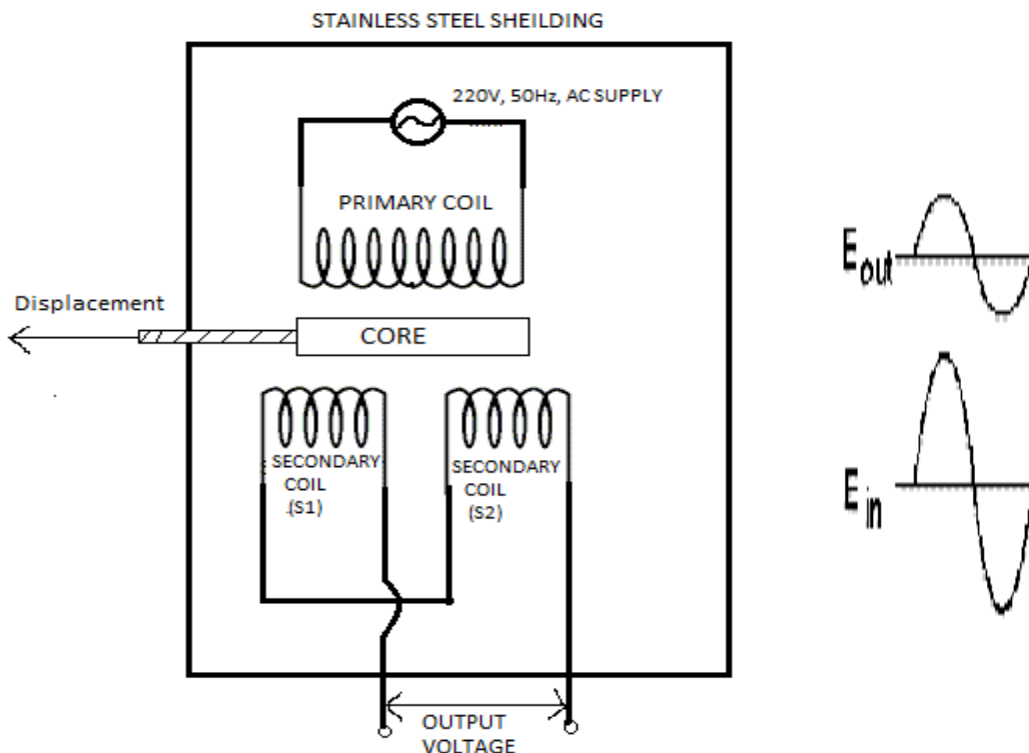 STAINLESS STEEL SHEILDING
220V, 50Hz, AC SUPPLY
PRIMARY COIL
Displacement
CORE
SECONDARY
COIL
.(S1)
SECONDARY
COIL
(S2)
OUTPUT
VOLTAGE
E out
E in